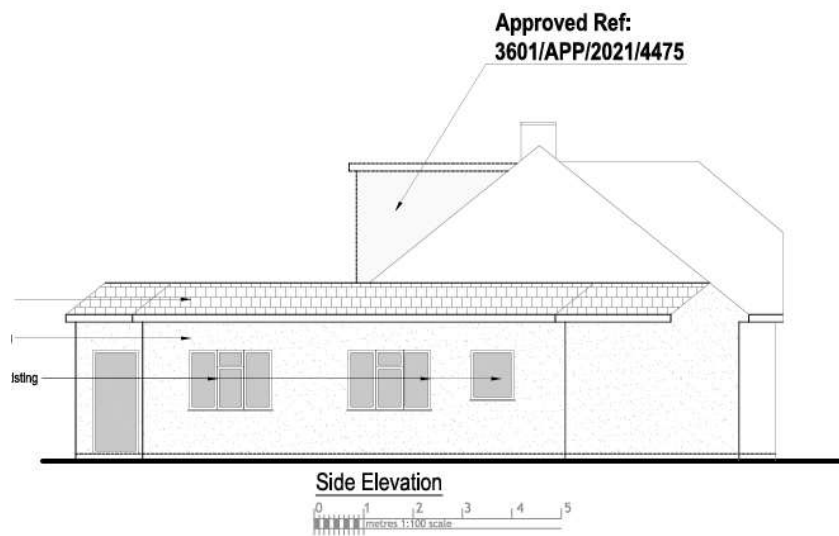 Approved Ref:
3601/APP/2021/4475
isting
Side Elevation
0 1 2 3 4 5
metres 1:100 scale